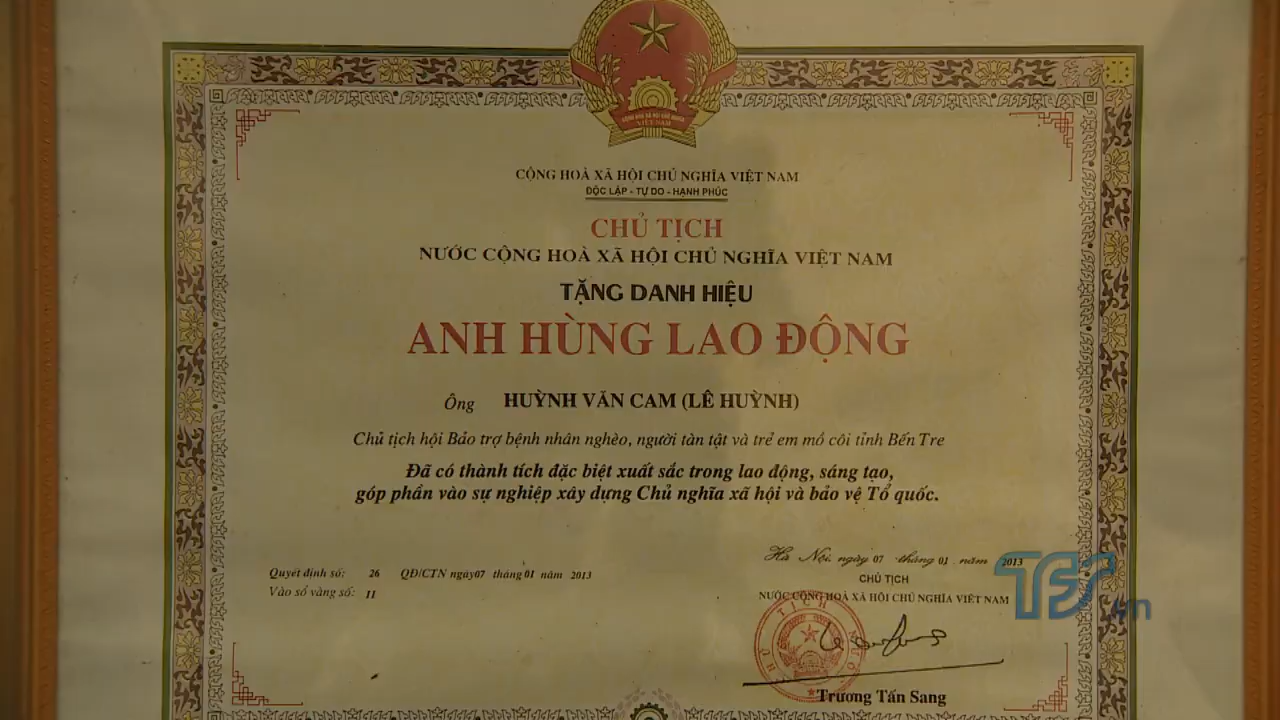 CỘNG HOÀ XÃ HỘI CHỦ NGHĨA VIỆT NAM
ĐỘC LẬP - TỰ DO - HẠNH PHÚC
CHỦ TỊCH
NƯỚC CỘNG HOÀ XÃ HỘI CHỦ NGHĨA VIỆT NAM
TẶNG DANH HIỆU
ANH HÙNG LAO ĐỘNG
Ông HUỲNH VĂN CAM (LÊ HUỲNH)
Chủ tịch hội Bảo trợ bệnh nhân nghèo, người tàn tật và trẻ em mồ côi tỉnh Bến Tre
Đã có thành tích đặc biệt xuất sắc trong lao động, sáng tạo,
góp phần vào sự nghiệp xây dựng Chủ nghĩa xã hội và bảo vệ Tổ quốc.
Quyết định số: 26 QĐ/CTN ngày 07 tháng 01 năm 2013
Vào sổ vàng số: 11
Hà Nội, ngày 07 tháng 01 năm 2013
CHỦ TỊCH
NƯỚC CỘNG HOÀ XÃ HỘI CHỦ NGHĨA VIỆT NAM
Trương Tấn Sang